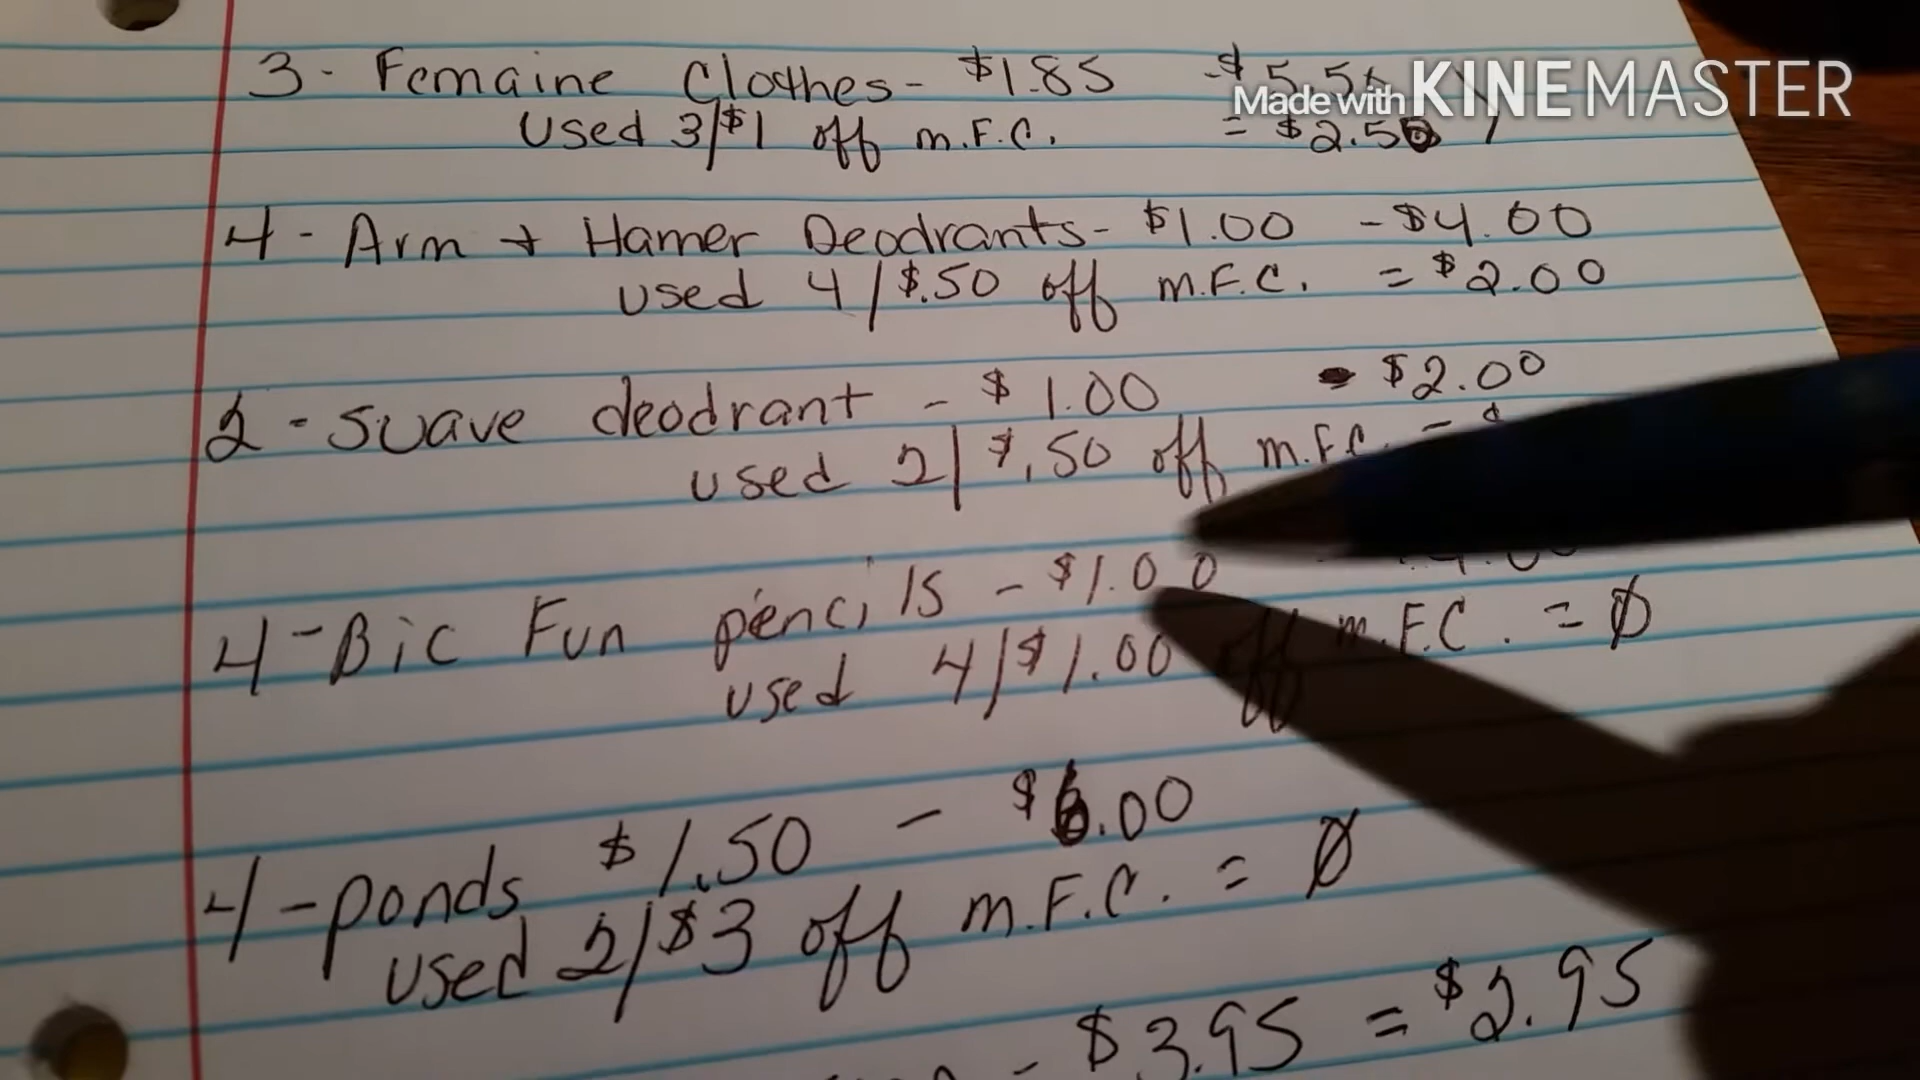 3 - Femaine Clothes - $1.85 - $5.55
Made with KINEMASTER
used 3/$1 off m.F.C. = $2.50
4 - Arm + Hamer Deodrants - $1.00 - $4.00
used 4/$.50 off m.F.C. = $2.00
2 - Suave deodrant - $1.00 - $2.00
used 2/$.50 off m.F.C. = $
4 - Bic Fun pencils - $1.00
used 4/$1.00 off m.F.C. = Ø
4 - ponds $1.50 - $6.00
used 2/$3 off m.F.C. = Ø
- $3.95 = $2.95